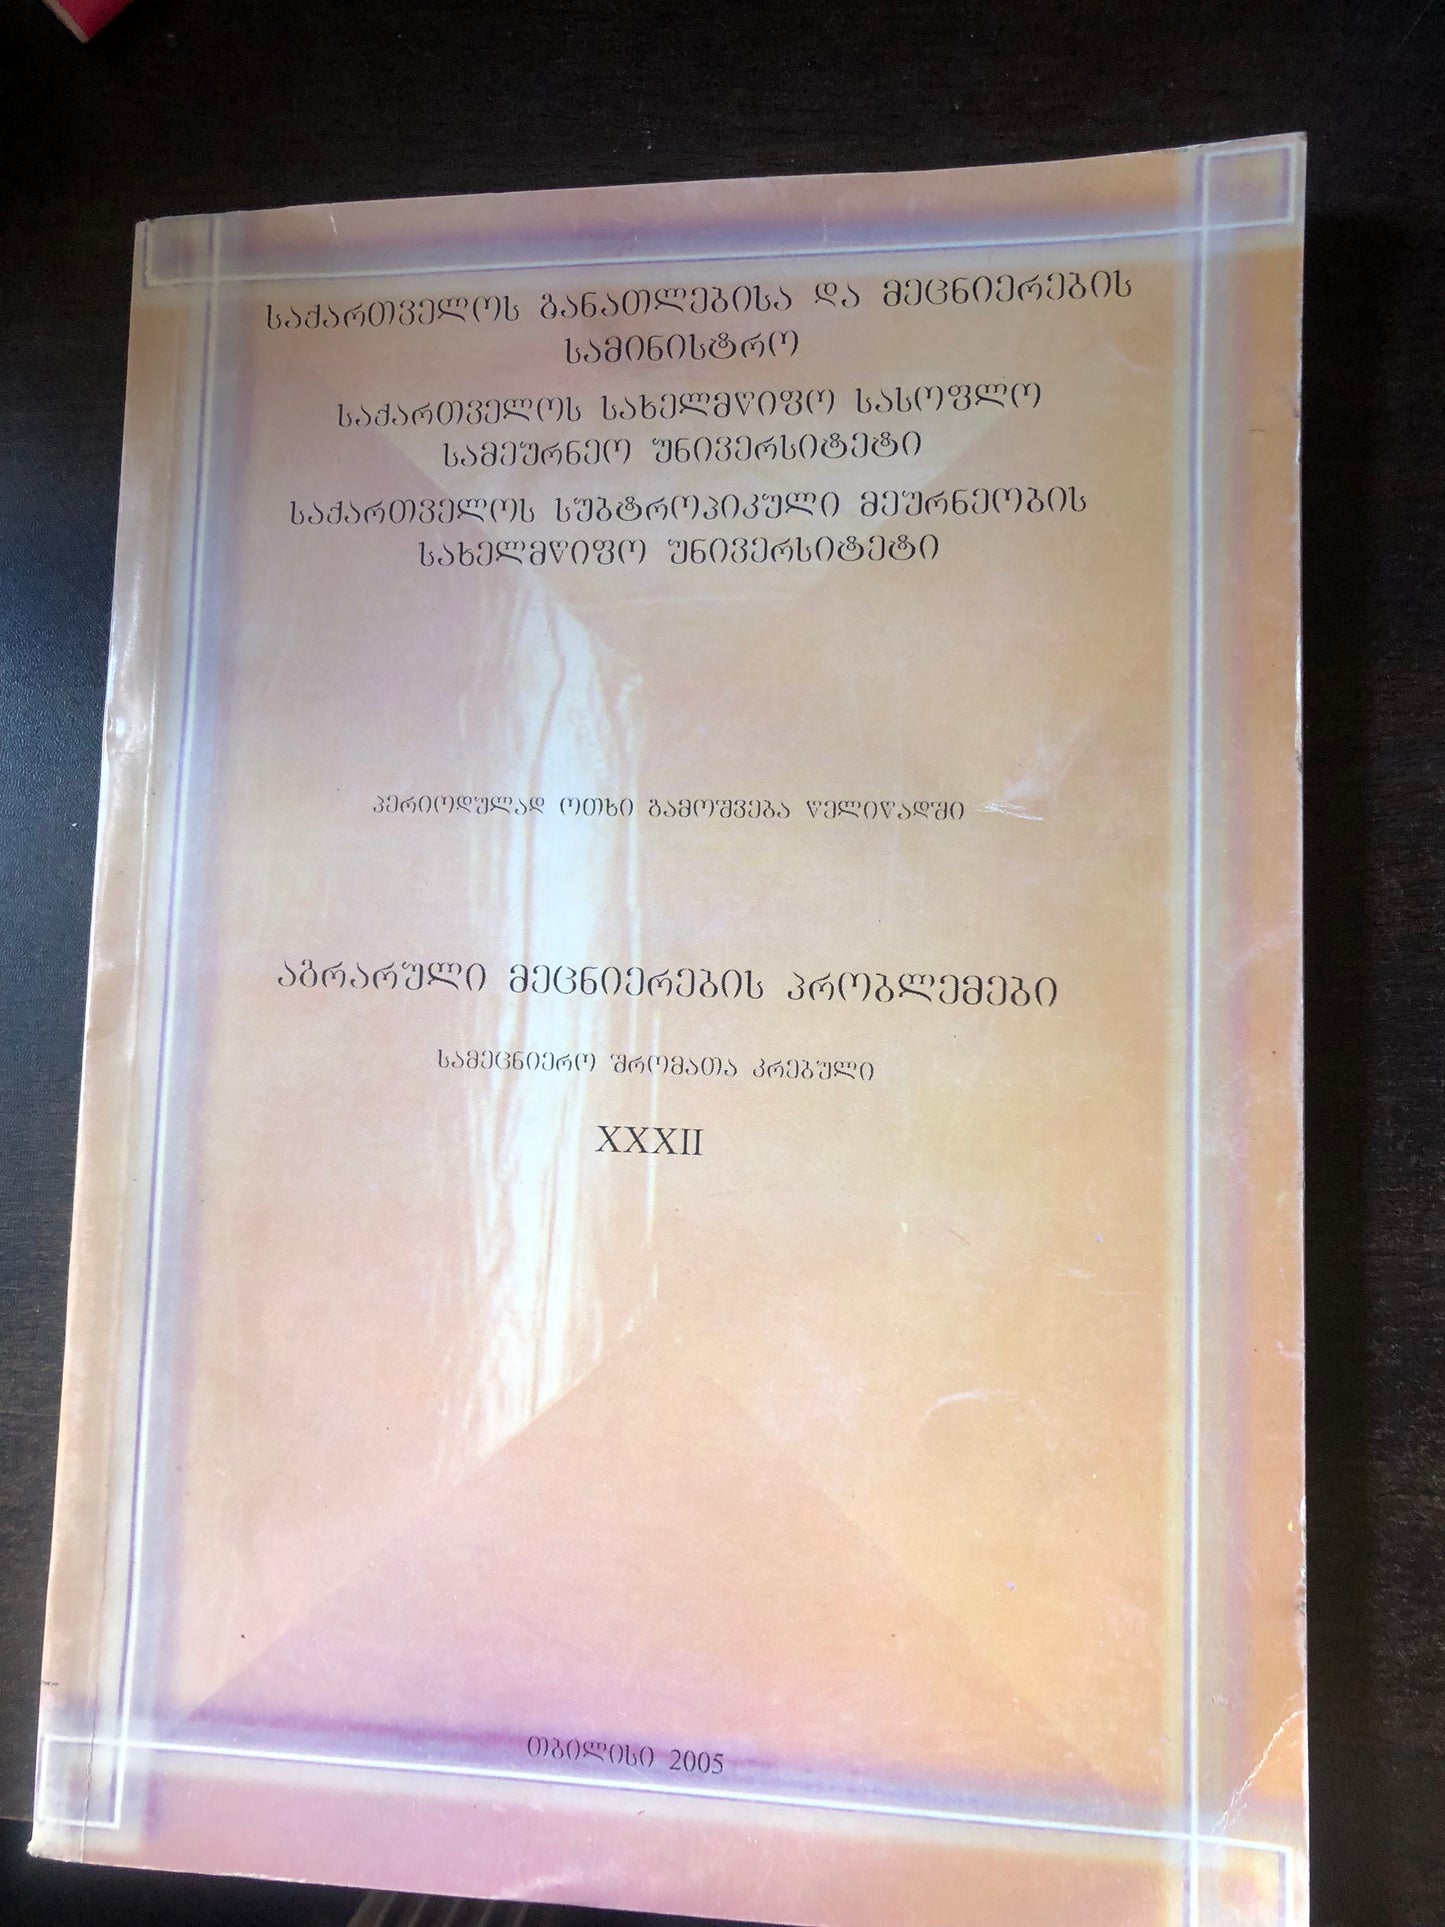 საქართველოს განათლებისა და მეცნიერების
სამინისტრო
საქართველოს სახელმწიფო სასოფლო
სამეურნეო უნივერსიტეტი
საქართველოს სუბტროპიკული მეურნეობის
სახელმწიფო უნივერსიტეტი
პერიოდულად ოთხი გამოშვება წელიწადში
აგრარული მეცნიერების პრობლემები
სამეცნიერო შრომათა კრებული
XXXII
თბილისი 2005